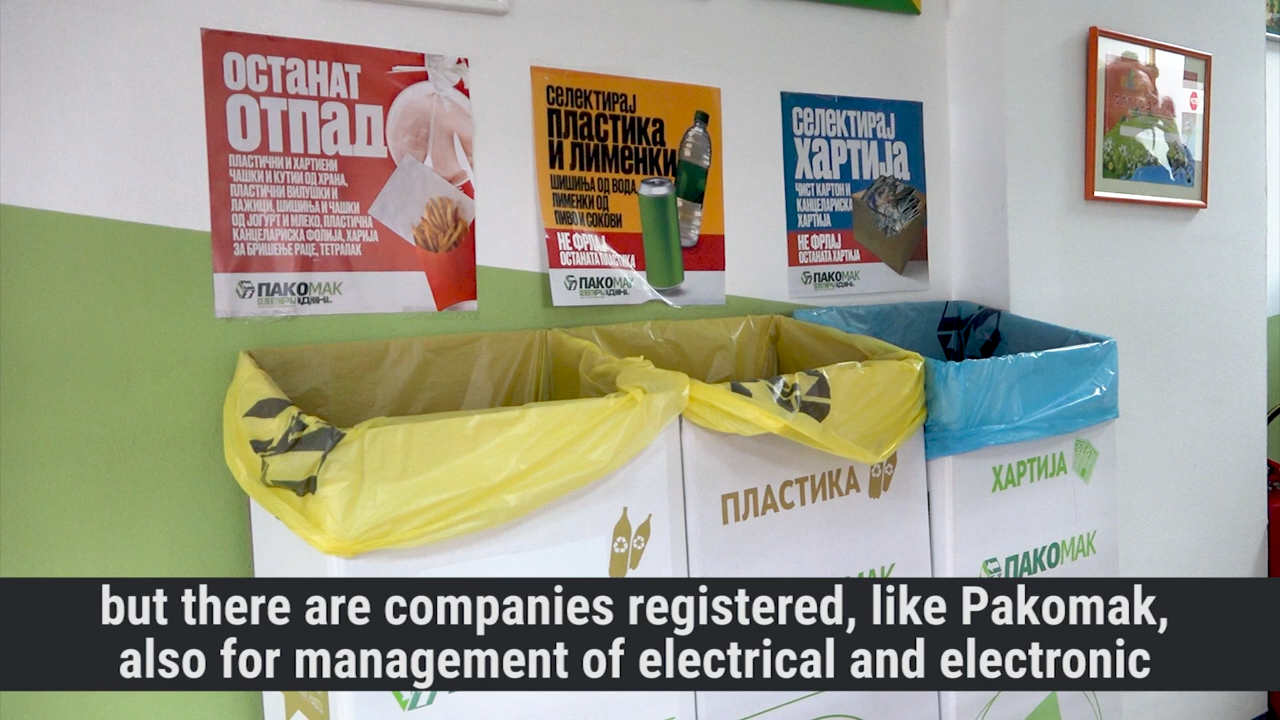 ОСТАНАТ
ОТПАД
ПЛАСТИЧНИ И ХАРТИЕНИ
ЧАШКИ И КУТИИ ОД ХРАНА,
ПЛАСТИЧНИ ВИЛУШКИ И
ЛАЖИЦИ, ШИШИЊА И ЧАШКИ
ОД ЈОГУРТ И МЛЕКО, ПЛАСТИЧНА
КАНЦЕЛАРИСКА ФОЛИЈА, ХАРИЈА
ЗА БРИШЕЊЕ РАЦЕ, ТЕТРАПАК
ПАКОМАК
селектирај
пластика
и лименки
ШИШИЊА ОД ВОДА,
ЛИМЕНКИ ОД
ПИВО И СОКОВИ
НЕ ФРЛАЈ
ОСТАНАТА ПЛАСТИКА
ПАКОМАК
селектирај
хартија
ЧИСТ КАРТОН И
КАНЦЕЛАРИСКА
ХАРТИЈА
НЕ ФРЛАЈ
ОСТАНАТА ХАРТИЈА
ПАКОМАК
ПЛАСТИКА
ХАРТИЈА
ПАКОМАК
but there are companies registered, like Pakomak,
also for management of electrical and electronic